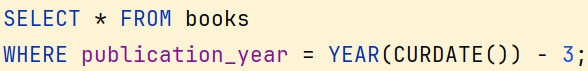 SELECT * FROM books
WHERE publication_year = YEAR(CURDATE()) - 3;